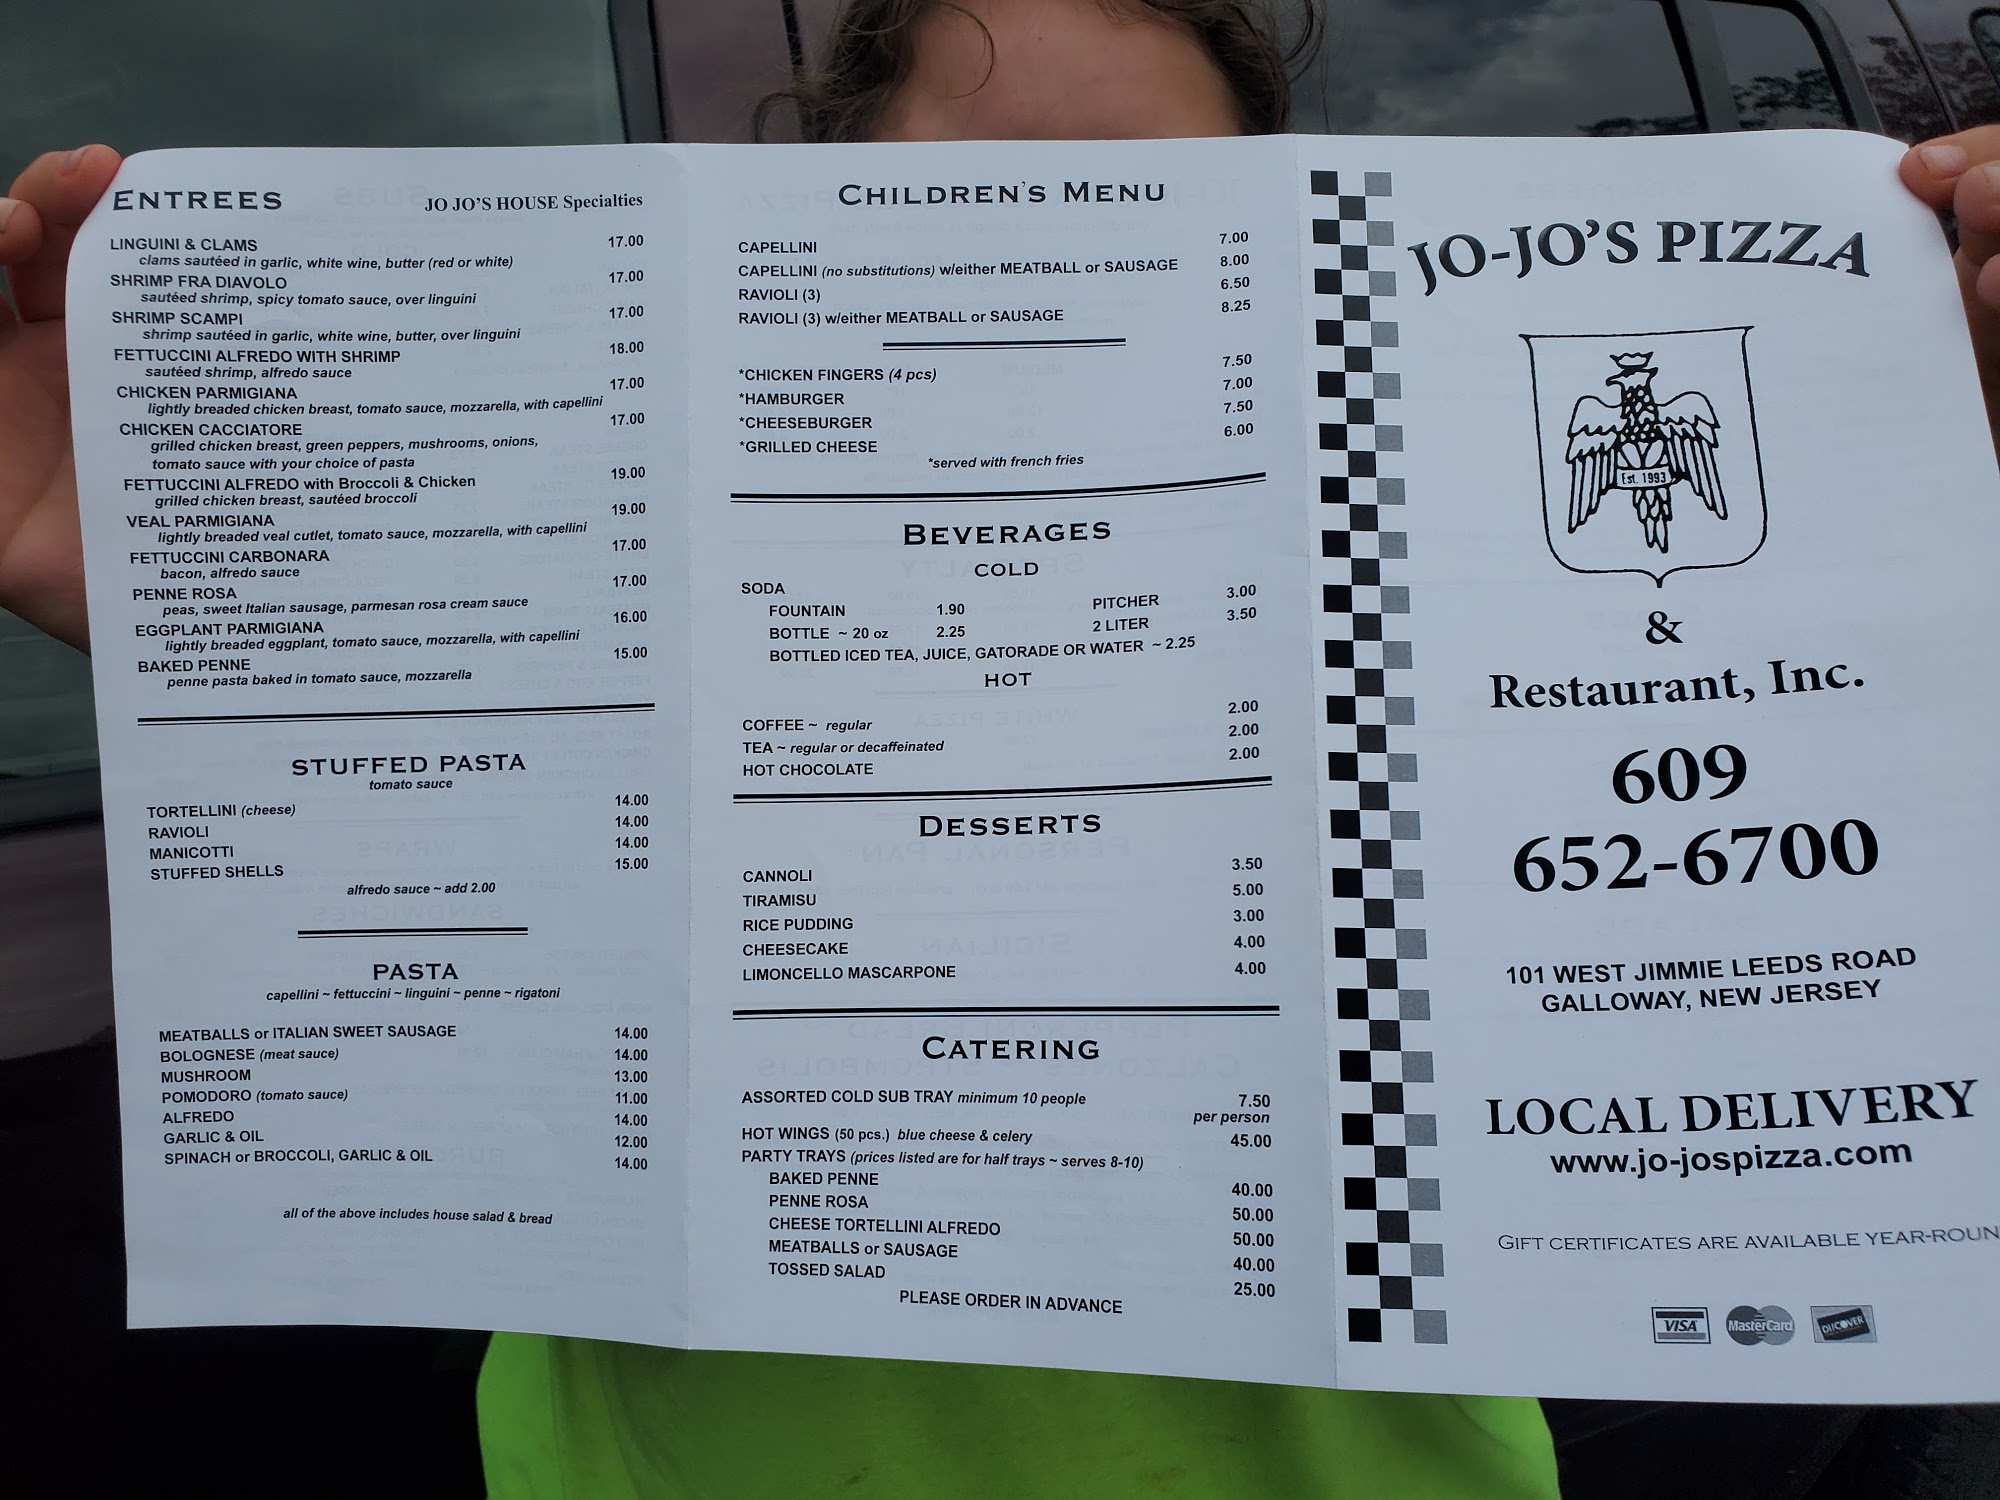 ENTREES JO JO'S HOUSE Specialties
LINGUINI & CLAMS 17.00
clams sautéed in garlic, white wine, butter (red or white)
SHRIMP FRA DIAVOLO 17.00
sautéed shrimp, spicy tomato sauce, over linguini
SHRIMP SCAMPI 17.00
shrimp sautéed in garlic, white wine, butter, over linguini
FETTUCCINI ALFREDO WITH SHRIMP 18.00
sautéed shrimp, alfredo sauce
CHICKEN PARMIGIANA 17.00
lightly breaded chicken breast, tomato sauce, mozzarella, with capellini
CHICKEN CACCIATORE 17.00
grilled chicken breast, green peppers, mushrooms, onions,
tomato sauce with your choice of pasta
FETTUCCINI ALFREDO with Broccoli & Chicken 19.00
grilled chicken breast, sautéed broccoli
VEAL PARMIGIANA 19.00
lightly breaded veal cutlet, tomato sauce, mozzarella, with capellini
FETTUCCINI CARBONARA 17.00
bacon, alfredo sauce
PENNE ROSA 17.00
peas, sweet Italian sausage, parmesan rosa cream sauce
EGGPLANT PARMIGIANA 16.00
lightly breaded eggplant, tomato sauce, mozzarella, with capellini
BAKED PENNE 15.00
penne pasta baked in tomato sauce, mozzarella
STUFFED PASTA
tomato sauce
TORTELLINI (cheese) 14.00
RAVIOLI 14.00
MANICOTTI 14.00
STUFFED SHELLS 15.00
alfredo sauce ~ add 2.00
PASTA
capellini ~ fettuccini ~ linguini ~ penne ~ rigatoni
MEATBALLS or ITALIAN SWEET SAUSAGE 14.00
BOLOGNESE (meat sauce) 14.00
MUSHROOM 13.00
POMODORO (tomato sauce) 11.00
ALFREDO 14.00
GARLIC & OIL 12.00
SPINACH or BROCCOLI, GARLIC & OIL 14.00
all of the above includes house salad & bread
CHILDREN'S MENU
CAPELLINI 7.00
CAPELLINI (no substitutions) w/either MEATBALL or SAUSAGE 8.00
RAVIOLI (3) 6.50
RAVIOLI (3) w/either MEATBALL or SAUSAGE 8.25
*CHICKEN FINGERS (4 pcs) 7.50
*HAMBURGER 7.00
*CHEESEBURGER 7.50
*GRILLED CHEESE 6.00
*served with french fries
BEVERAGES
COLD
SODA
FOUNTAIN 1.90 PITCHER 3.00
BOTTLE ~ 20 oz 2.25 2 LITER 3.50
BOTTLED ICED TEA, JUICE, GATORADE OR WATER ~ 2.25
HOT
COFFEE ~ regular 2.00
TEA ~ regular or decaffeinated 2.00
HOT CHOCOLATE 2.00
DESSERTS
CANNOLI 3.50
TIRAMISU 5.00
RICE PUDDING 3.00
CHEESECAKE 4.00
LIMONCELLO MASCARPONE 4.00
CATERING
ASSORTED COLD SUB TRAY minimum 10 people 7.50
per person
HOT WINGS (50 pcs.) blue cheese & celery 45.00
PARTY TRAYS (prices listed are for half trays ~ serves 8-10)
BAKED PENNE 40.00
PENNE ROSA 50.00
CHEESE TORTELLINI ALFREDO 50.00
MEATBALLS or SAUSAGE 40.00
TOSSED SALAD 25.00
PLEASE ORDER IN ADVANCE
JO-JO'S PIZZA
Est. 1993
&
Restaurant, Inc.
609
652-6700
101 WEST JIMMIE LEEDS ROAD
GALLOWAY, NEW JERSEY
LOCAL DELIVERY
www.jo-jospizza.com
GIFT CERTIFICATES ARE AVAILABLE YEAR-ROUN
VISA MasterCard DISCOVER